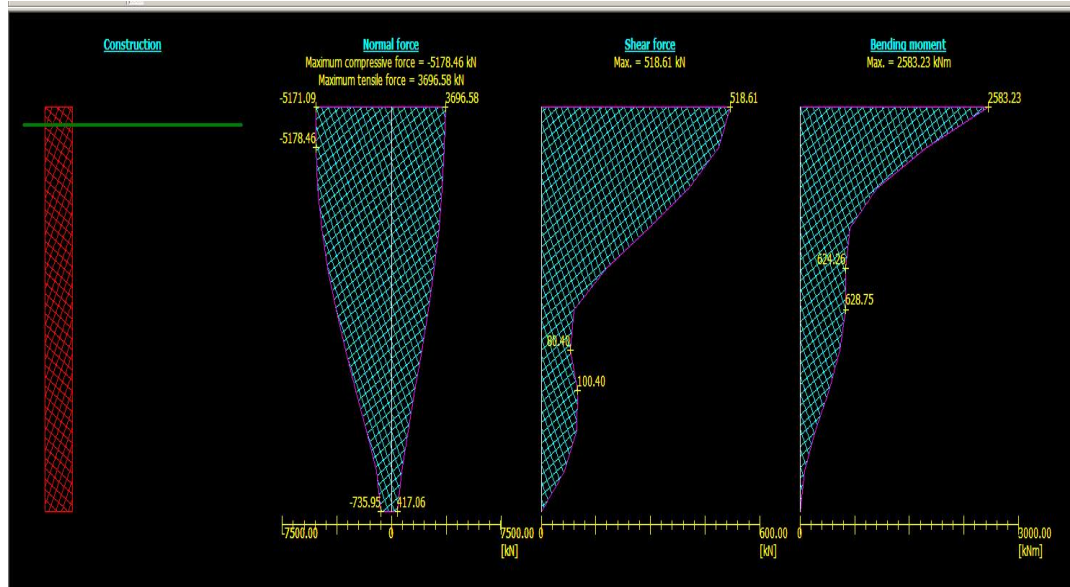 Construction
Normal force
Maximum compressive force = -5178.46 kN
Maximum tensile force = 3696.58 kN
Shear force
Max. = 518.61 kN
Bending moment
Max. = 2583.23 kNm
-5171.09
3696.58
518.61
2583.23
-5178.46
624.26
628.75
80.40
100.40
-735.95
417.06
-7500.00
0
7500.00
[kN]
0
600.00
[kN]
0
3000.00
[kNm]